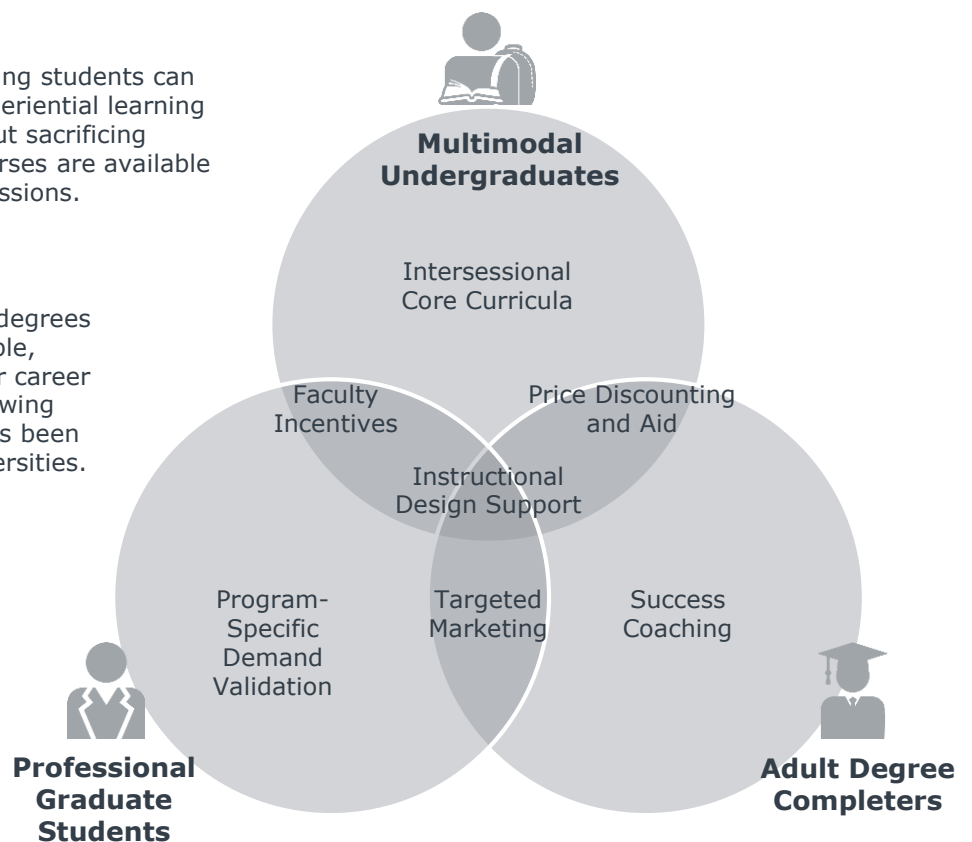 ng students can
eriential learning
ut sacrificing
rses are available
ssions.
degrees
ole,
r career
wing
s been
ersities.
Multimodal
Undergraduates
Intersessional
Core Curricula
Faculty
Incentives
Price Discounting
and Aid
Instructional
Design Support
Program-
Specific
Demand
Validation
Targeted
Marketing
Success
Coaching
Professional
Graduate
Students
Adult Degree
Completers